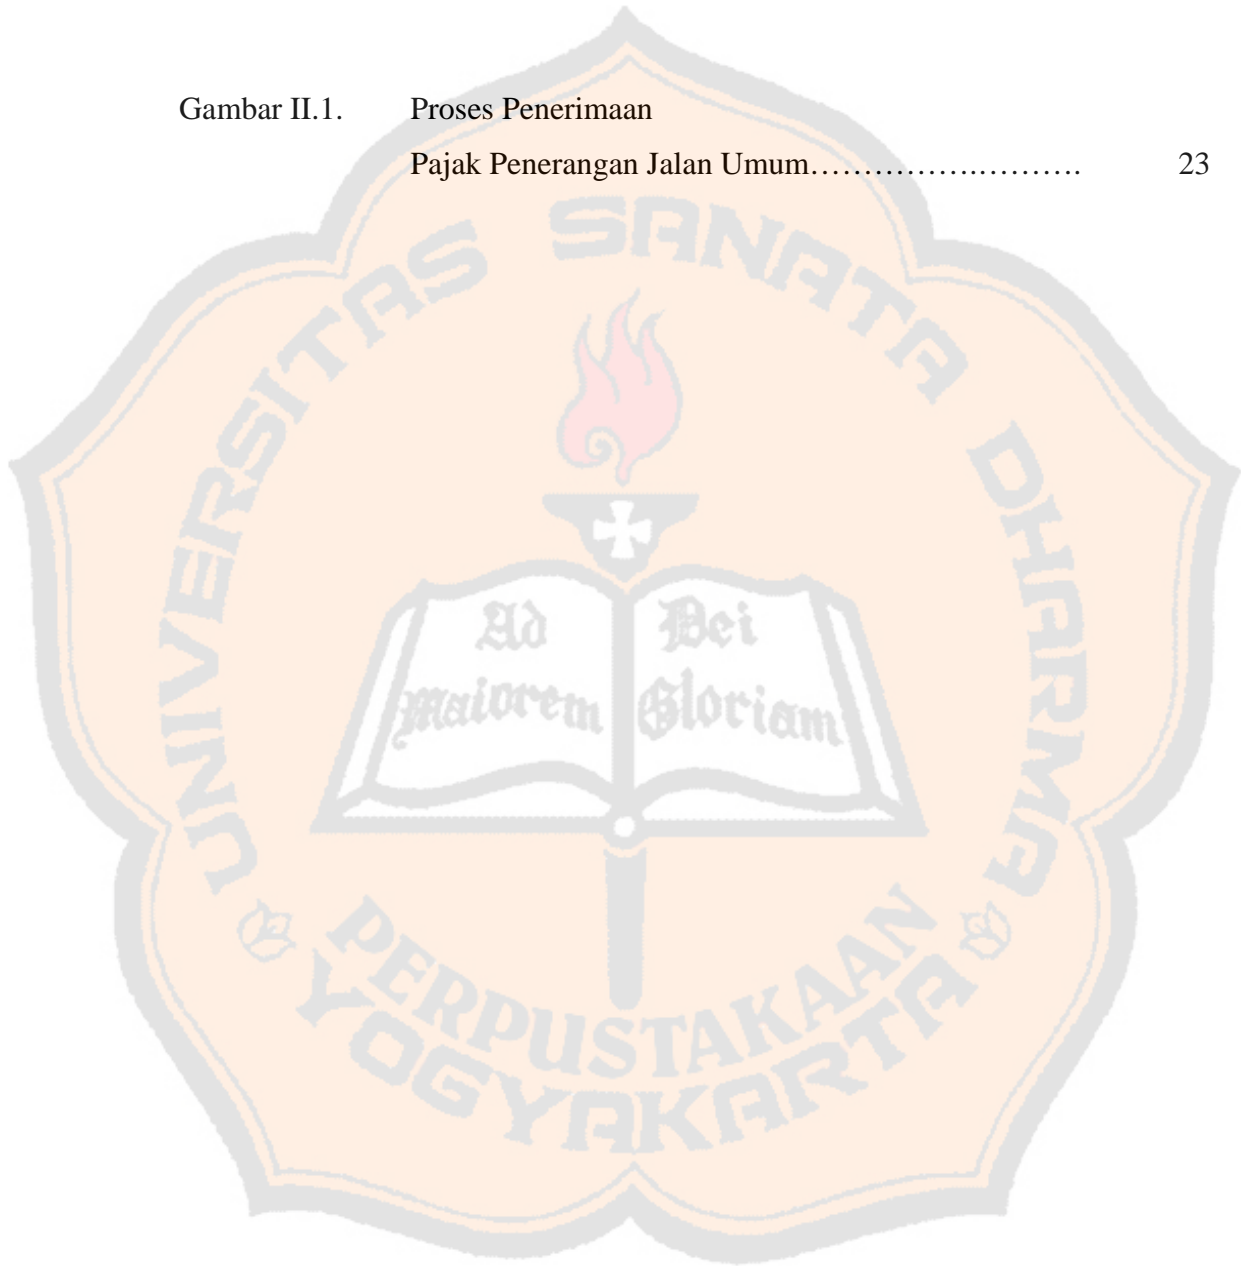 Gambar II.1. Proses Penerimaan
Pajak Penerangan Jalan Umum…………….………. 23
UNIVERSITAS SANATA DHARMA
Ad Dei
maiorem Gloriam
PERPUSTAKAAN
YOGYAKARTA